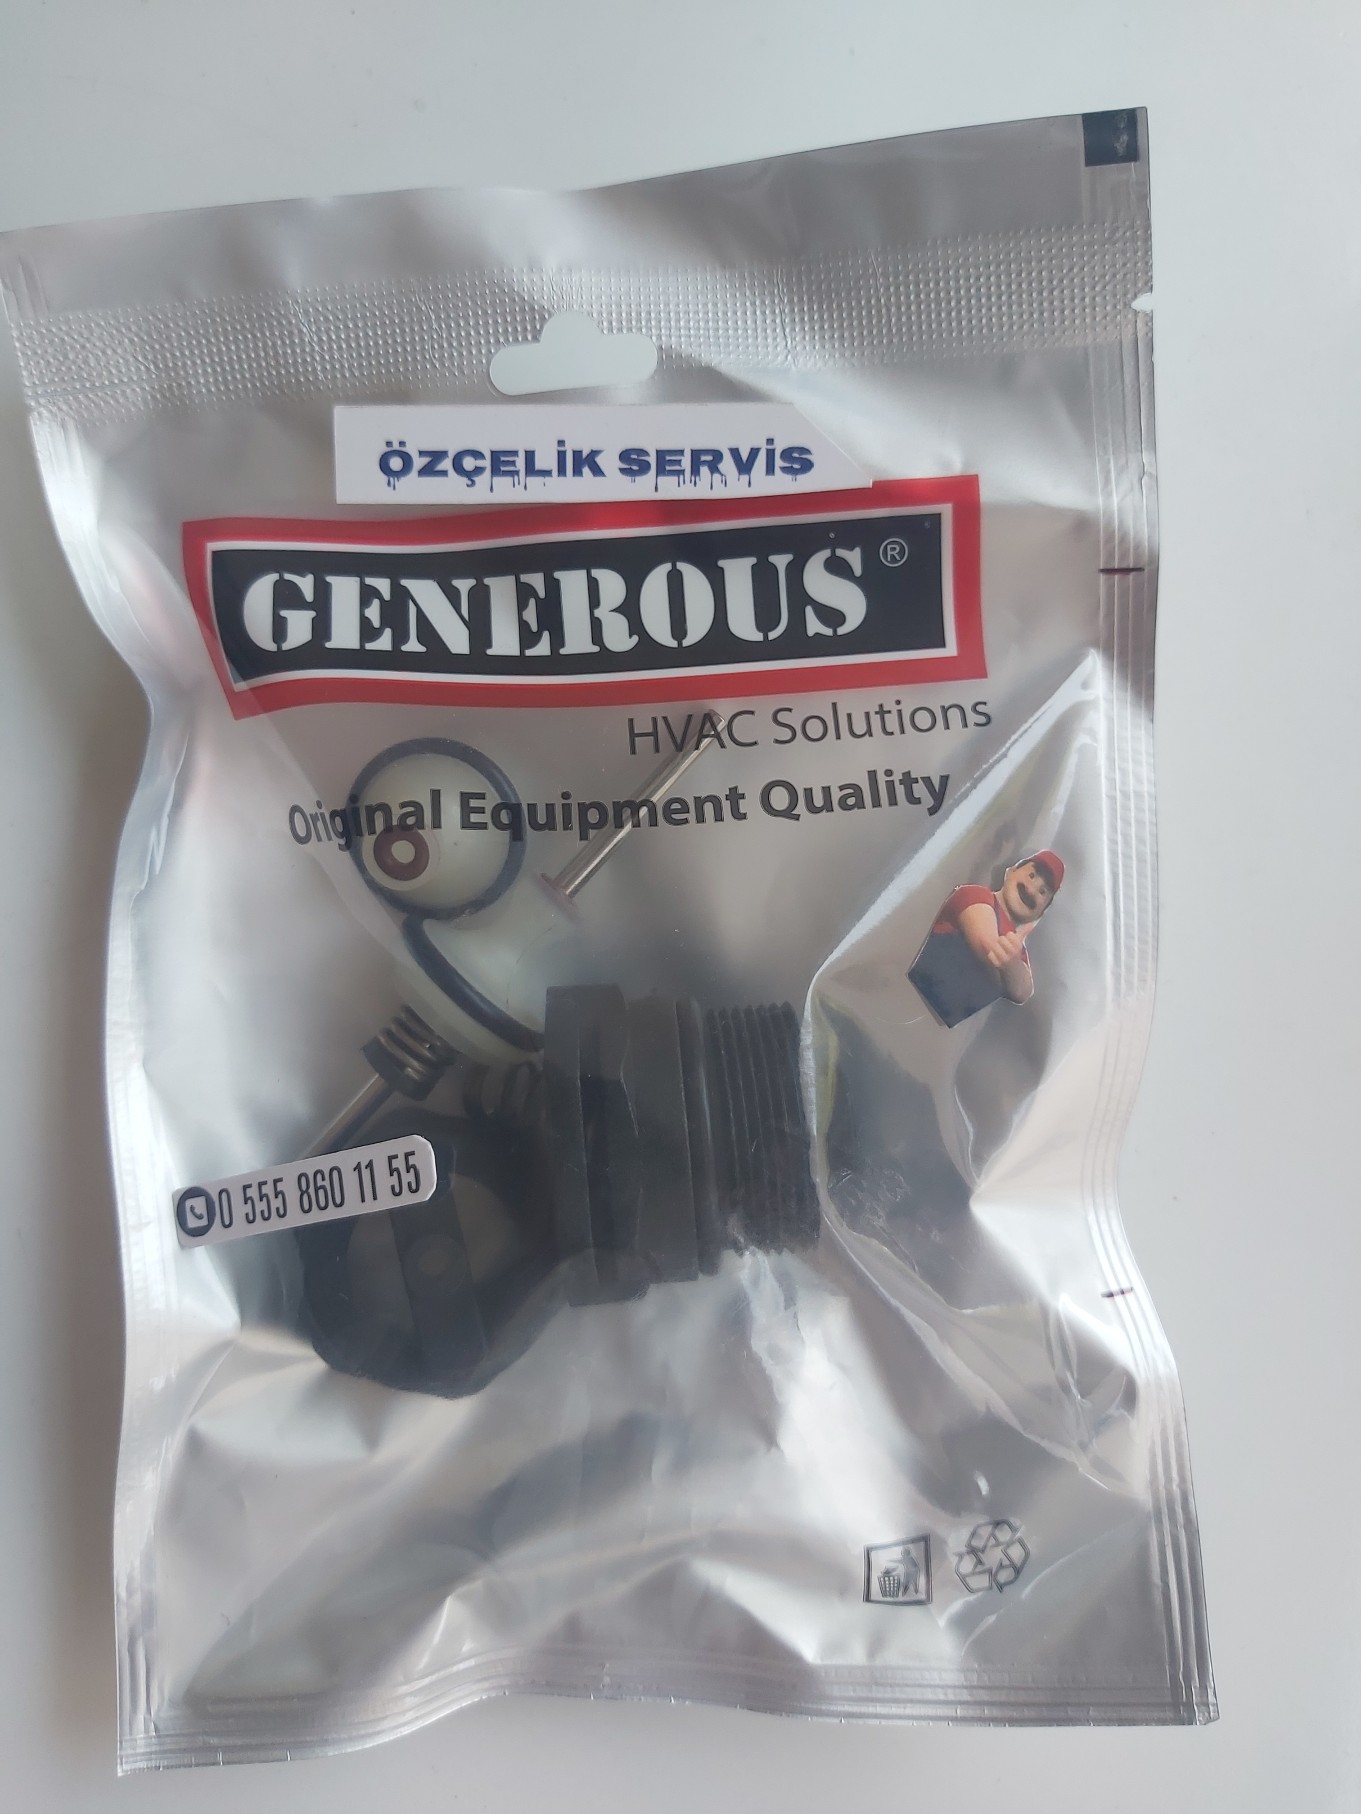 ÖZÇELİK SERVİS
GENEROUS®
HVAC Solutions
Original Equipment Quality
0 555 860 11 55